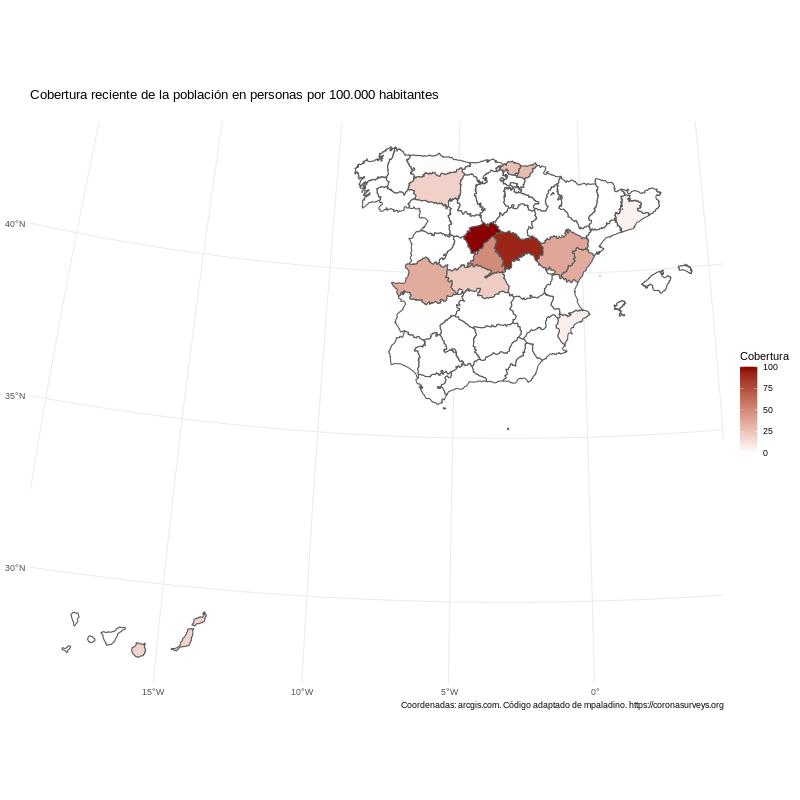 Cobertura reciente de la población en personas por 100.000 habitantes
40°N
35°N
30°N
15°W
10°W
5°W
0°
Cobertura
100
75
50
25
0
Coordenadas: arcgis.com. Código adaptado de mpaladino. https://coronasurveys.org